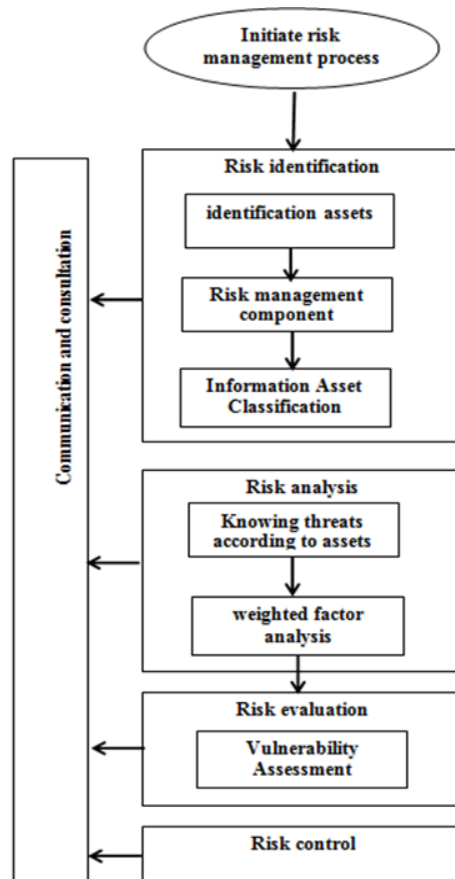 Initiate risk
management process
Risk identification
identification assets
Risk management
component
Information Asset
Classification
Communication and consultation
Risk analysis
Knowing threats
according to assets
weighted factor
analysis
Risk evaluation
Vulnerability
Assessment
Risk control